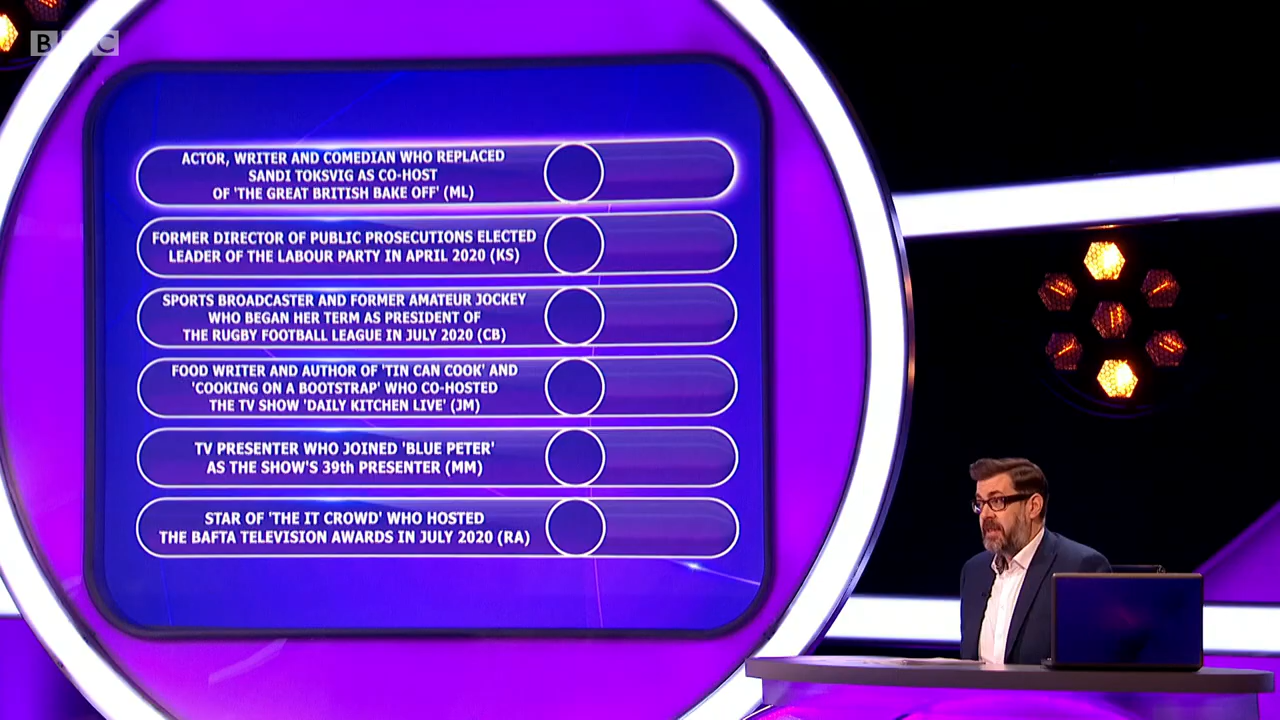 BBC
ACTOR, WRITER AND COMEDIAN WHO REPLACED
SANDI TOKSVIG AS CO-HOST
OF 'THE GREAT BRITISH BAKE OFF' (ML)
FORMER DIRECTOR OF PUBLIC PROSECUTIONS ELECTED
LEADER OF THE LABOUR PARTY IN APRIL 2020 (KS)
SPORTS BROADCASTER AND FORMER AMATEUR JOCKEY
WHO BEGAN HER TERM AS PRESIDENT OF
THE RUGBY FOOTBALL LEAGUE IN JULY 2020 (CB)
FOOD WRITER AND AUTHOR OF 'TIN CAN COOK' AND
'COOKING ON A BOOTSTRAP' WHO CO-HOSTED
THE TV SHOW 'DAILY KITCHEN LIVE' (JM)
TV PRESENTER WHO JOINED 'BLUE PETER'
AS THE SHOW'S 39th PRESENTER (MM)
STAR OF 'THE IT CROWD' WHO HOSTED
THE BAFTA TELEVISION AWARDS IN JULY 2020 (RA)